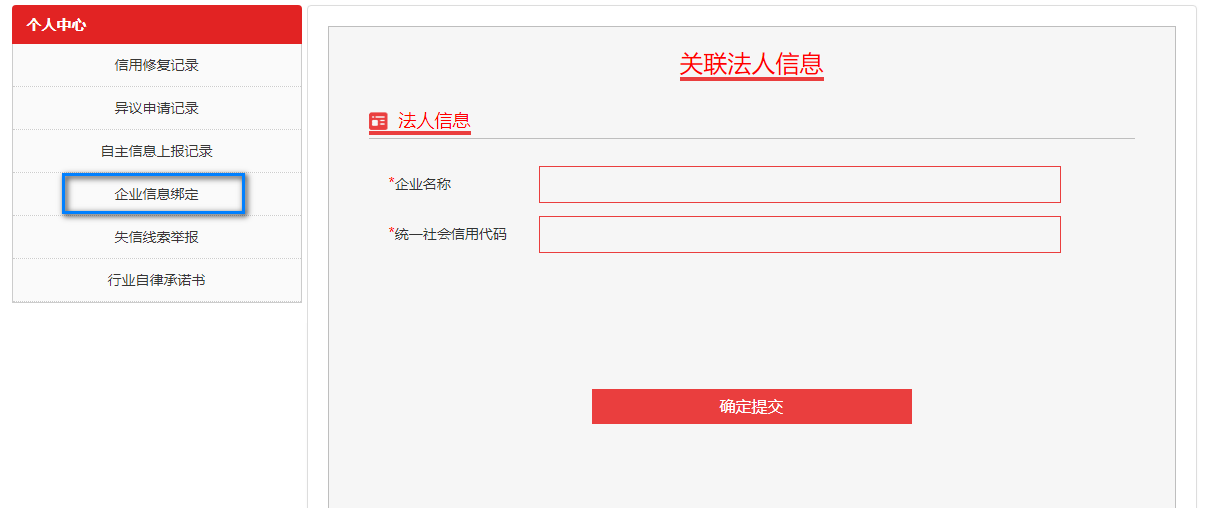 个人中心
信用修复记录
异议申请记录
自主信息上报记录
企业信息绑定
失信线索举报
行业自律承诺书
关联法人信息
法人信息
*企业名称
*统一社会信用代码
确定提交